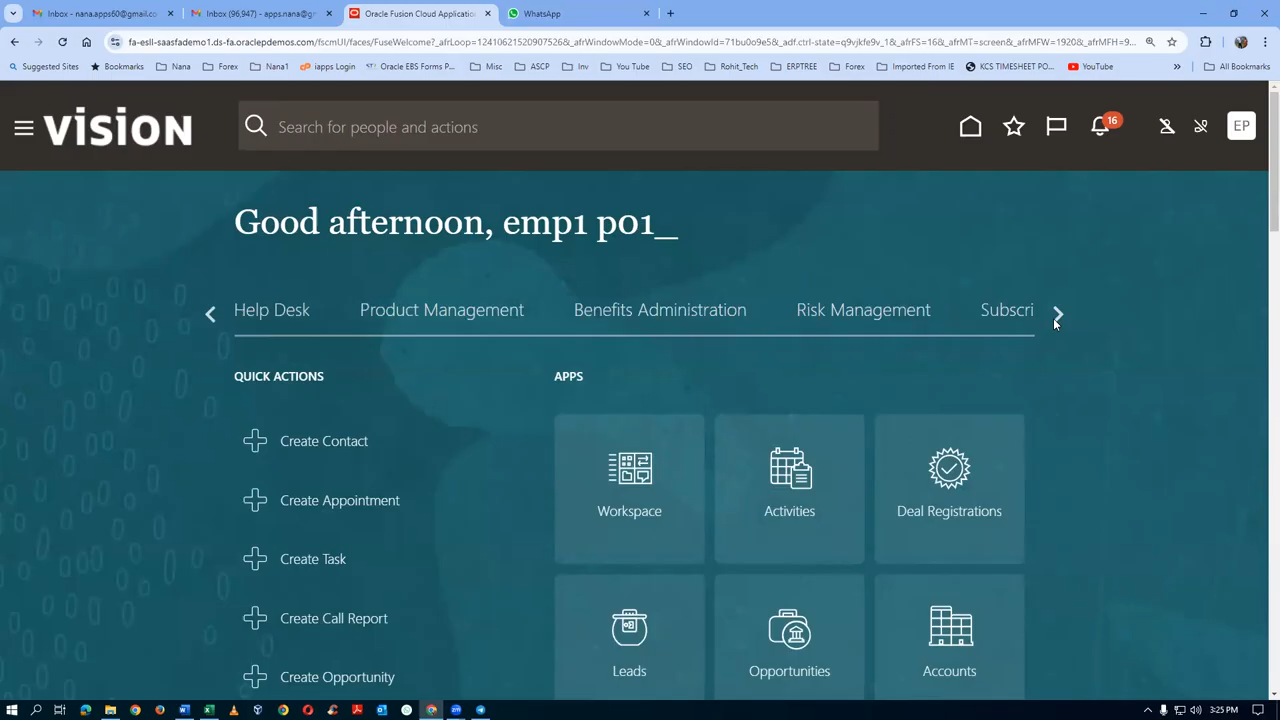 Inbox - nana.apps60@gmail.co
Inbox (96,947) - apps.nana@g
Oracle Fusion Cloud Application
WhatsApp
fa-esll-saasfademo1.ds-fa.oraclepdemos.com/fscmUI/faces/FuseWelcome?_afrLoop=1241062152090752&_afrWindowMode=0&_afrWindowId=71bu0o9e5&_adf.ctrl-state=q9vjkfe9v_1&_afrFS=16&_afrMT=screen&_afrMFW=1920&_afrMFH=9...
Suggested Sites
Bookmarks
Nana
Forex
Nana1
iapps Login
Oracle EBS Forms P...
Misc
ASCP
Inv
You Tube
SEO
Rohit_Tech
ERPTREE
Forex
Imported From IE
KCS TIMESHEET PO...
YouTube
All Bookmarks
VISION
Search for people and actions
16
EP
Good afternoon, emp1 p01_
Help Desk
Product Management
Benefits Administration
Risk Management
Subscri
QUICK ACTIONS
APPS
Create Contact
Create Appointment
Create Task
Create Call Report
Create Opportunity
Workspace
Activities
Deal Registrations
Leads
Opportunities
Accounts
3:25 PM